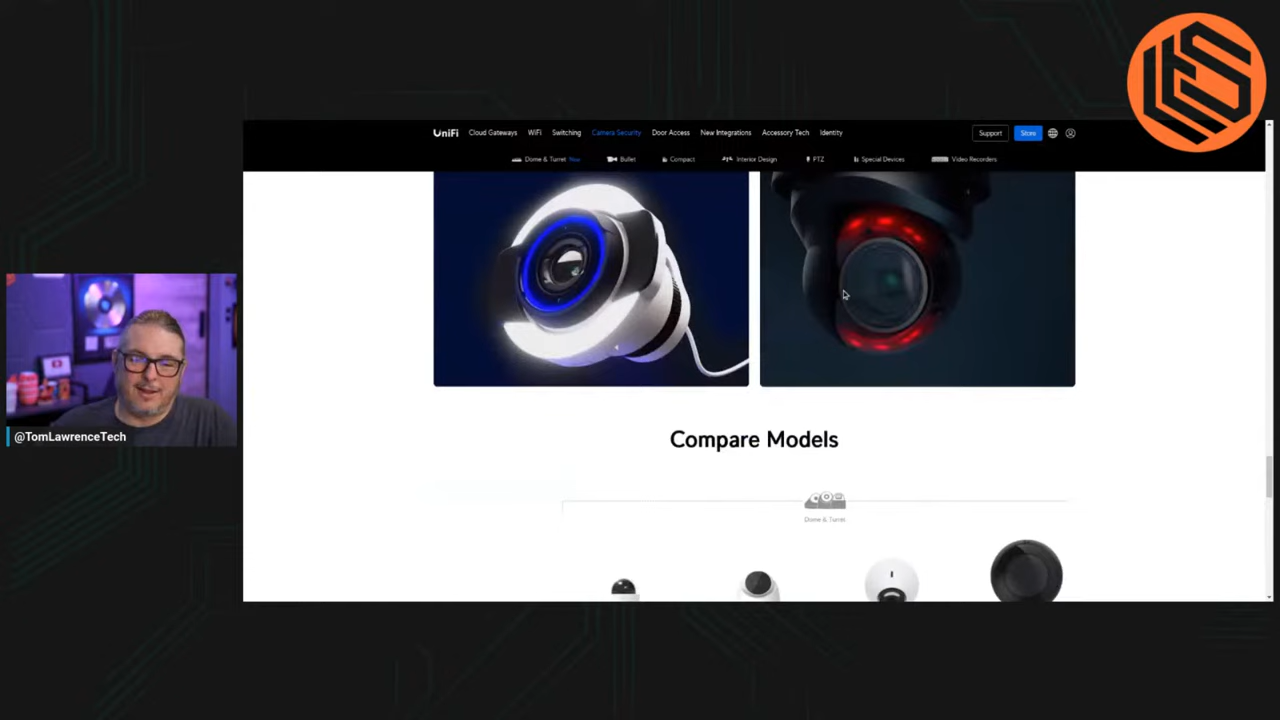 UniFi Cloud Gateways WiFi Switching Camera Security Door Access New Integrations Accessory Tech Identity Support Store
Dome & Turret New Bullet Compact Interior Design PTZ Special Devices Video Recorders
@TomLawrenceTech
Compare Models
Dome & Turret